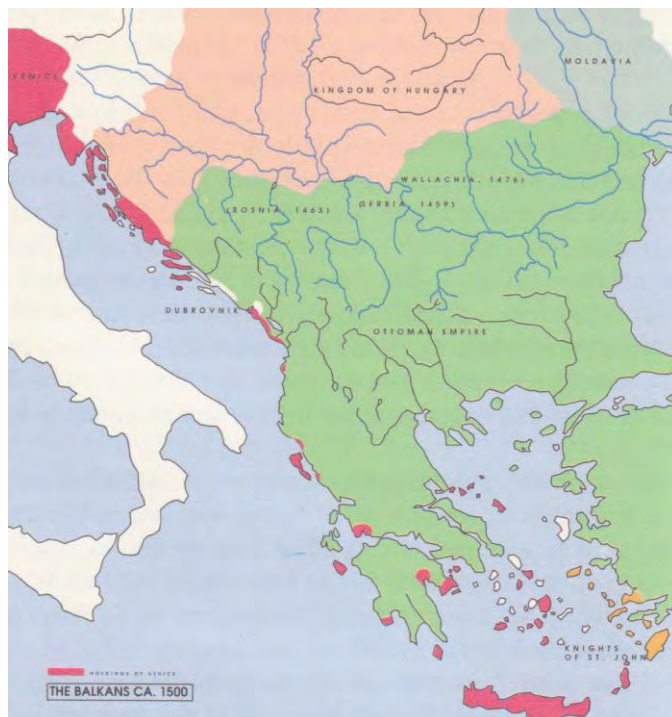 MOLDAVIA
VENICE
KINGDOM OF HUNGARY
WALLACHIA, 1476)
(BOSNIA, 1463)
(SERBIA, 1459)
DUBROVNIK
OTTOMAN EMPIRE
KNIGHTS
OF ST. JOHN
HOLDINGS OF VENICE
THE BALKANS CA. 1500